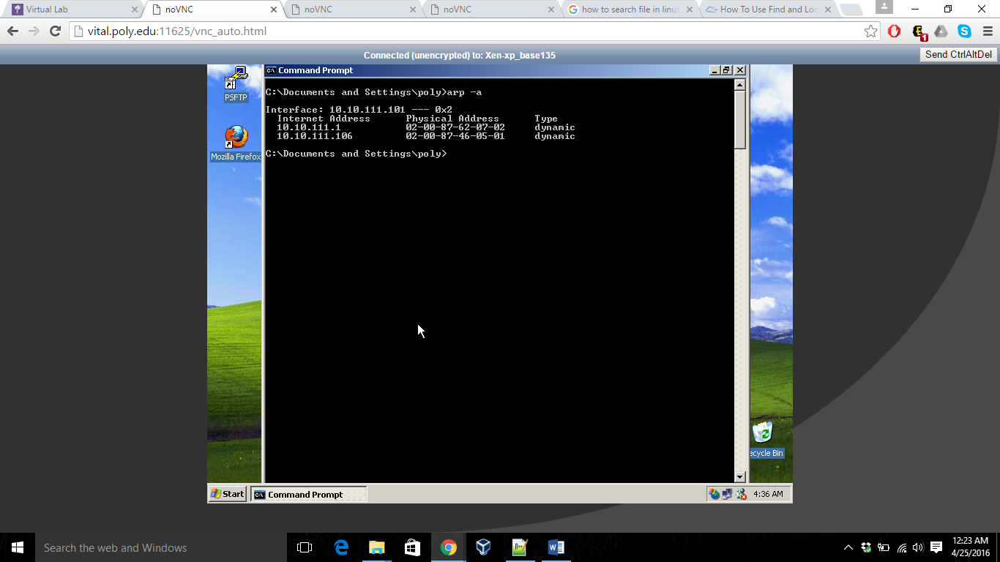 Virtual Lab
noVNC
noVNC
noVNC
how to search file in linux
How To Use Find and Loc
vital.poly.edu:11625/vnc_auto.html
1
Connected (unencrypted) to: Xen-xp_base135
Send CtrlAltDel
PSFTP
Mozilla Firefox
Command Prompt
C:\Documents and Settings\poly>arp -a
Interface: 10.10.111.101 --- 0x2
Internet Address Physical Address Type
10.10.111.1 02-00-87-62-07-02 dynamic
10.10.111.106 02-00-87-46-05-01 dynamic
C:\Documents and Settings\poly>
ecycle Bin
Start
Command Prompt
4:36 AM
Search the web and Windows
12:23 AM
4/25/2016